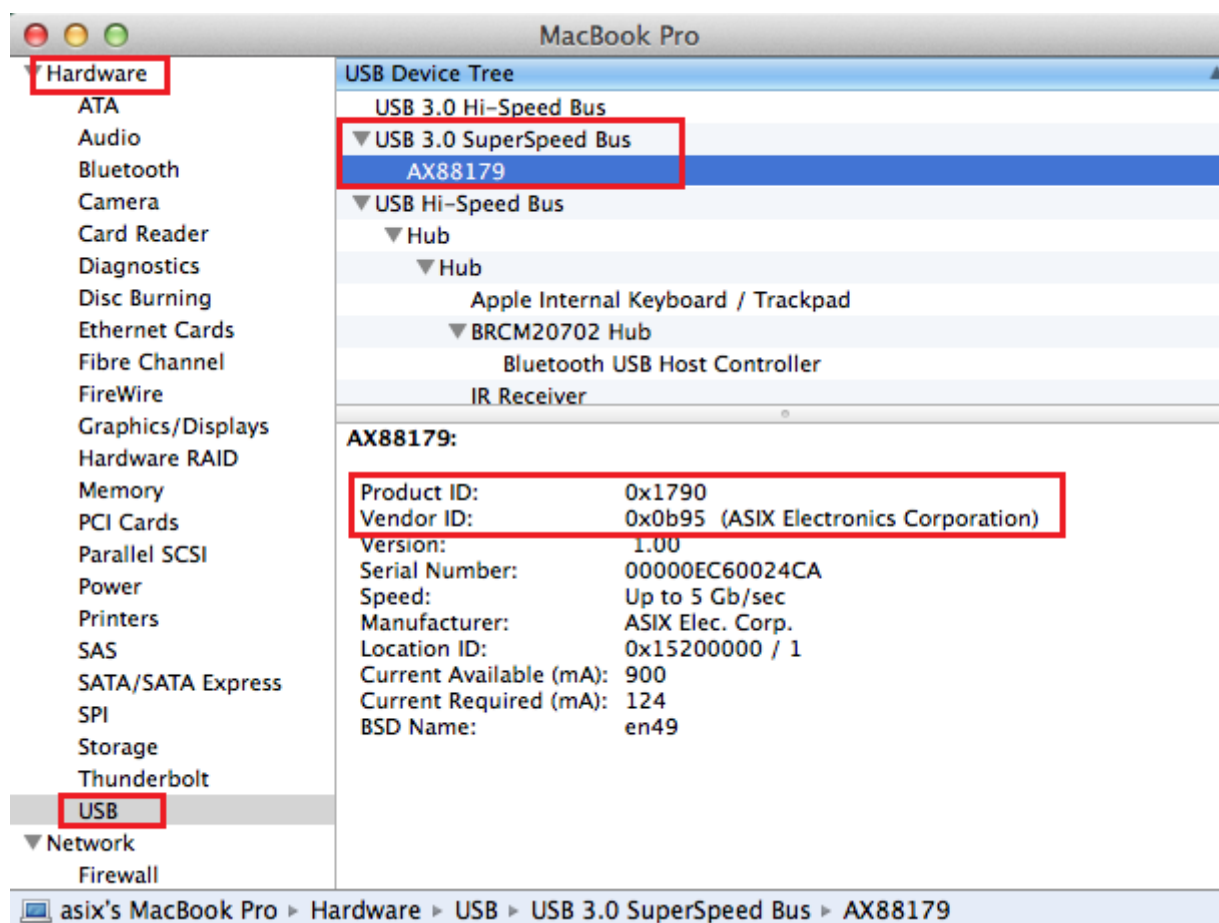 MacBook Pro
Hardware
ATA
Audio
Bluetooth
Camera
Card Reader
Diagnostics
Disc Burning
Ethernet Cards
Fibre Channel
FireWire
Graphics/Displays
Hardware RAID
Memory
PCI Cards
Parallel SCSI
Power
Printers
SAS
SATA/SATA Express
SPI
Storage
Thunderbolt
USB
Network
Firewall
USB Device Tree
USB 3.0 Hi-Speed Bus
USB 3.0 SuperSpeed Bus
AX88179
USB Hi-Speed Bus
Hub
Hub
Apple Internal Keyboard / Trackpad
BRCM20702 Hub
Bluetooth USB Host Controller
IR Receiver
AX88179:
Product ID: 0x1790
Vendor ID: 0x0b95 (ASIX Electronics Corporation)
Version: 1.00
Serial Number: 00000EC60024CA
Speed: Up to 5 Gb/sec
Manufacturer: ASIX Elec. Corp.
Location ID: 0x15200000 / 1
Current Available (mA): 900
Current Required (mA): 124
BSD Name: en49
asix's MacBook Pro ▸ Hardware ▸ USB ▸ USB 3.0 SuperSpeed Bus ▸ AX88179